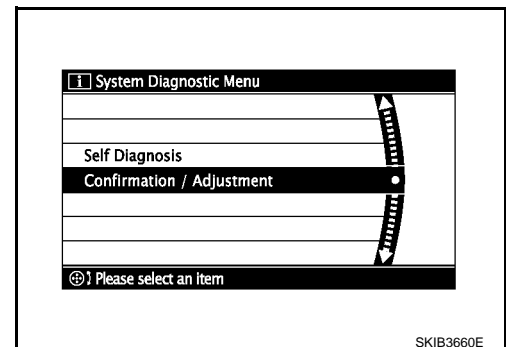 i System Diagnostic Menu
Self Diagnosis
Confirmation / Adjustment
Please select an item
SKIB3660E